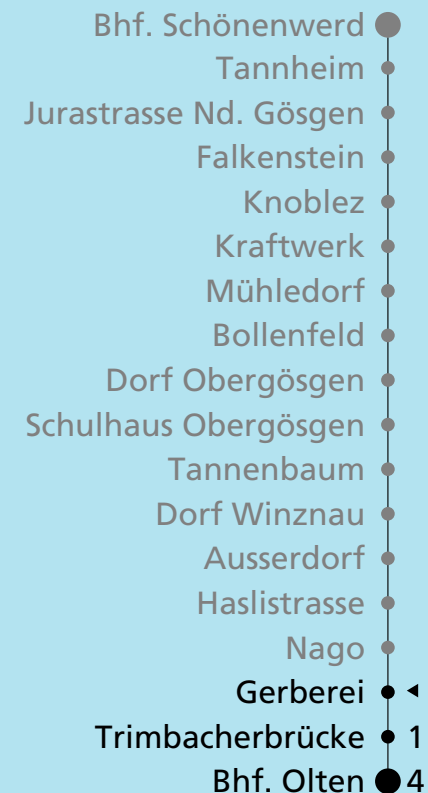 Bhf. Schönenwerd
Tannheim
Jurastrasse Nd. Gösgen
Falkenstein
Knoblez
Kraftwerk
Mühledorf
Bollenfeld
Dorf Obergösgen
Schulhaus Obergösgen
Tannenbaum
Dorf Winznau
Ausserdorf
Haslistrasse
Nago
Gerberei
Trimbacherbrücke 1
Bhf. Olten 4